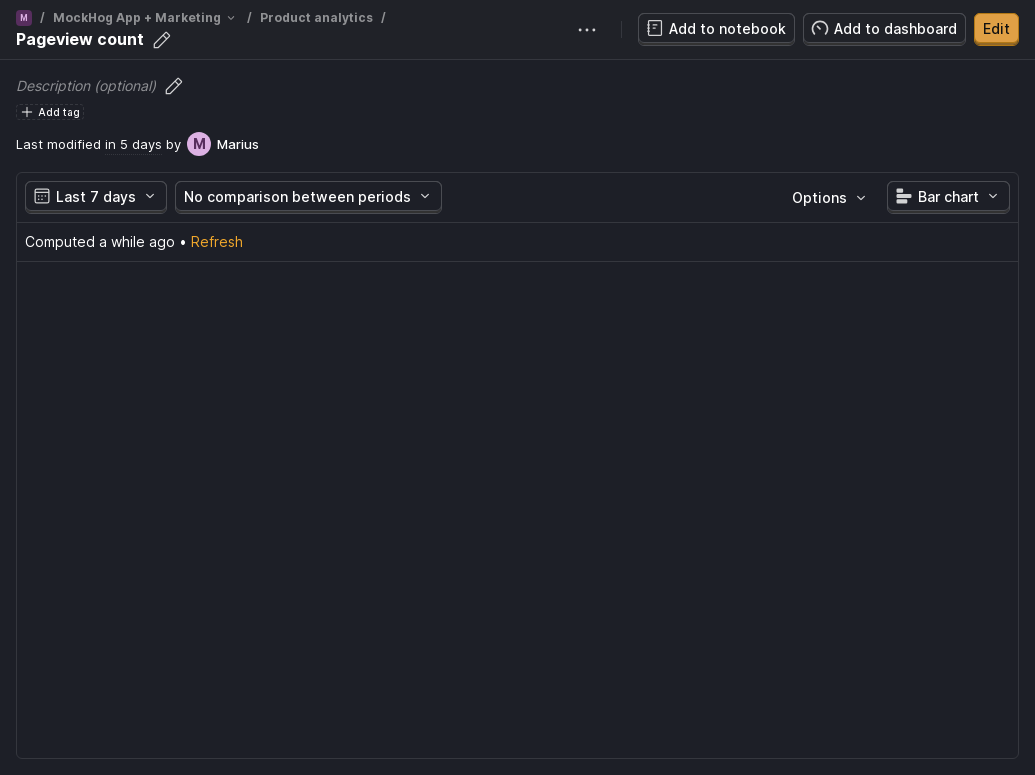 M / MockHog App + Marketing / Product analytics /
Pageview count
Add to notebook
Add to dashboard
Edit
Description (optional)
Add tag
Last modified in 5 days by M Marius
Last 7 days
No comparison between periods
Options
Bar chart
Computed a while ago • Refresh